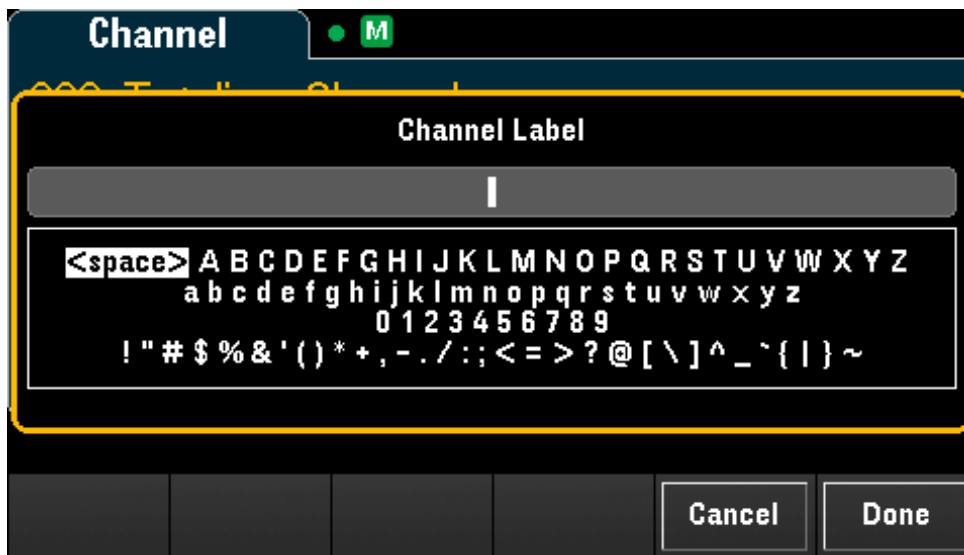 Channel
M
Channel Label
<space> A B C D E F G H I J K L M N O P Q R S T U V W X Y Z
a b c d e f g h i j k l m n o p q r s t u v w x y z
0 1 2 3 4 5 6 7 8 9
! " # $ % & ' ( ) * + , - . / : ; < = > ? @ [ \ ] ^ _ ` { | } ~
Cancel
Done